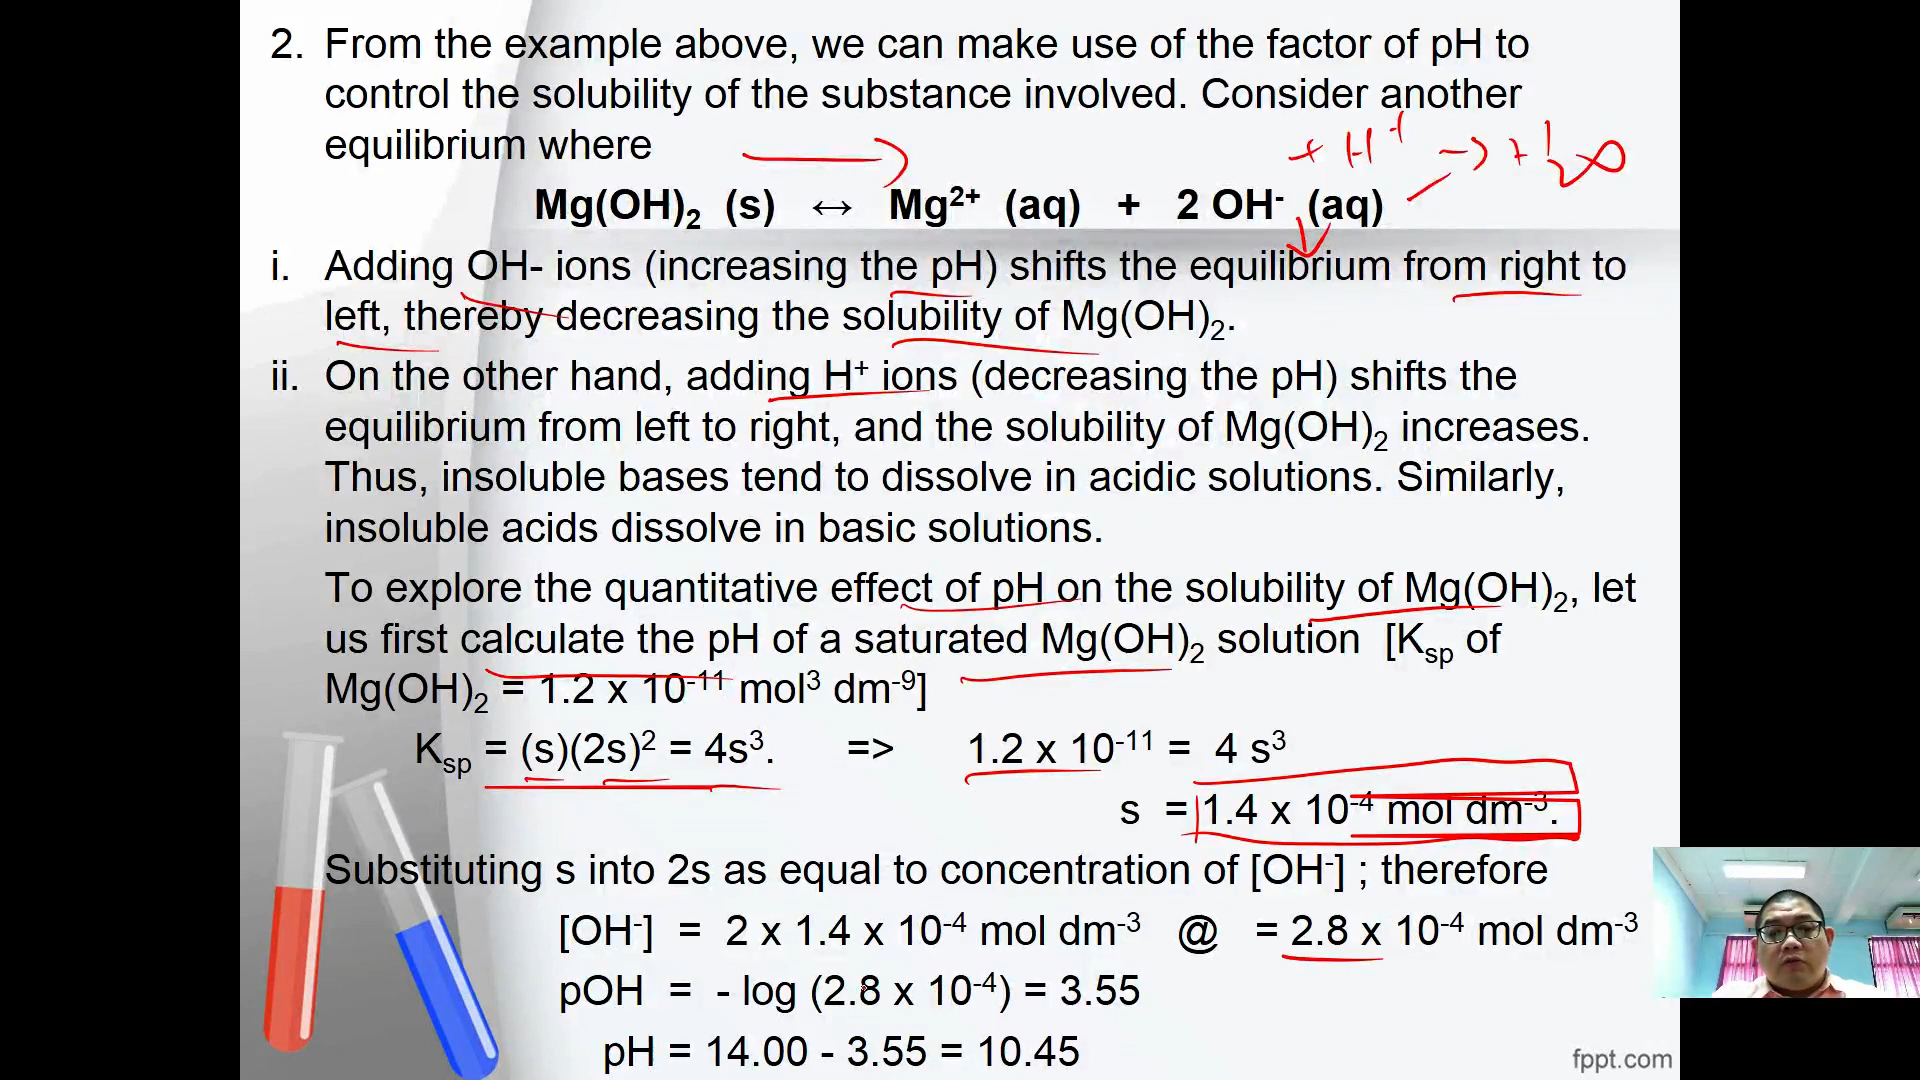 2. From the example above, we can make use of the factor of pH to
control the solubility of the substance involved. Consider another
equilibrium where
+ H⁺ →
Mg(OH)₂ (s) ↔ Mg²⁺ (aq) + 2 OH⁻ (aq)
i. Adding OH- ions (increasing the pH) shifts the equilibrium from right to
left, thereby decreasing the solubility of Mg(OH)₂.
ii. On the other hand, adding H⁺ ions (decreasing the pH) shifts the
equilibrium from left to right, and the solubility of Mg(OH)₂ increases.
Thus, insoluble bases tend to dissolve in acidic solutions. Similarly,
insoluble acids dissolve in basic solutions.
To explore the quantitative effect of pH on the solubility of Mg(OH)₂, let
us first calculate the pH of a saturated Mg(OH)₂ solution [Ksp of
Mg(OH)₂ = 1.2 x 10⁻¹¹ mol³ dm⁻⁹]
Ksp = (s)(2s)² = 4s³. => 1.2 x 10⁻¹¹ = 4 s³
s = 1.4 x 10⁻⁴ mol dm⁻³.
Substituting s into 2s as equal to concentration of [OH⁻] ; therefore
[OH⁻] = 2 x 1.4 x 10⁻⁴ mol dm⁻³ @ = 2.8 x 10⁻⁴ mol dm⁻³
pOH = - log (2.8 x 10⁻⁴) = 3.55
pH = 14.00 - 3.55 = 10.45
fppt.com